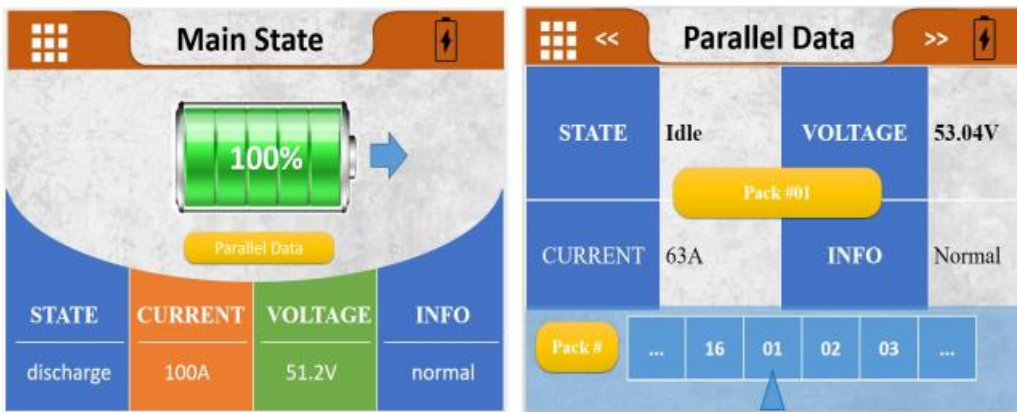 Main State
100%
Parallel Data
STATE CURRENT VOLTAGE INFO
discharge 100A 51.2V normal
<< Parallel Data >>
STATE Idle VOLTAGE 53.04V
Pack #01
CURRENT 63A INFO Normal
Pack # ... 16 01 02 03 ...